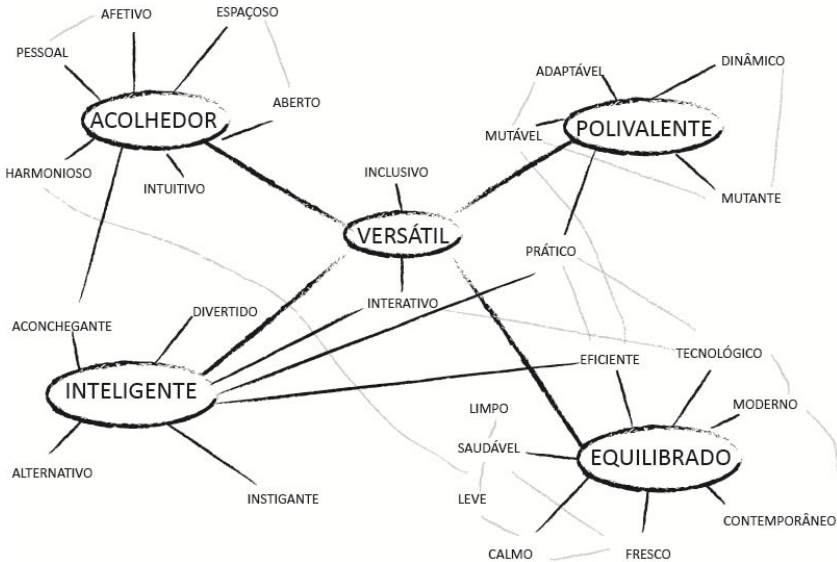 AFETIVO
ESPAÇOSO
PESSOAL
ABERTO
ACOLHEDOR
HARMONIOSO
INTUITIVO
ADAPTÁVEL
DINÂMICO
MUTÁVEL
POLIVALENTE
MUTANTE
PRÁTICO
INCLUSIVO
VERSÁTIL
INTERATIVO
ACONCHEGANTE
DIVERTIDO
INTELIGENTE
ALTERNATIVO
INSTIGANTE
EFICIENTE
TECNOLÓGICO
MODERNO
LIMPO
SAUDÁVEL
EQUILIBRADO
LEVE
CONTEMPORÂNEO
CALMO
FRESCO